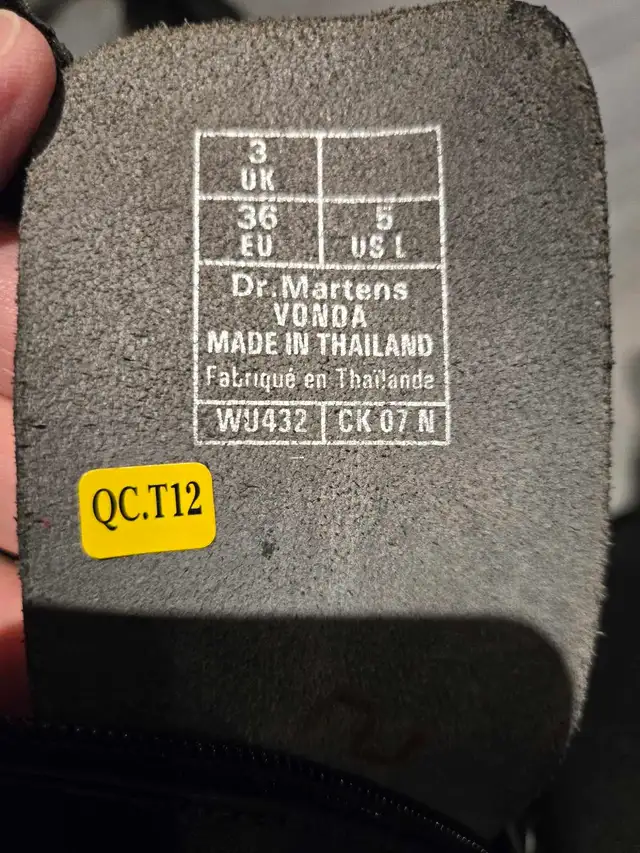 3
UK
36 5
EU US L
Dr.Martens
VONDA
MADE IN THAILAND
Fabriqué en Thaïlande
WU432 CK 07 N
QC.T12